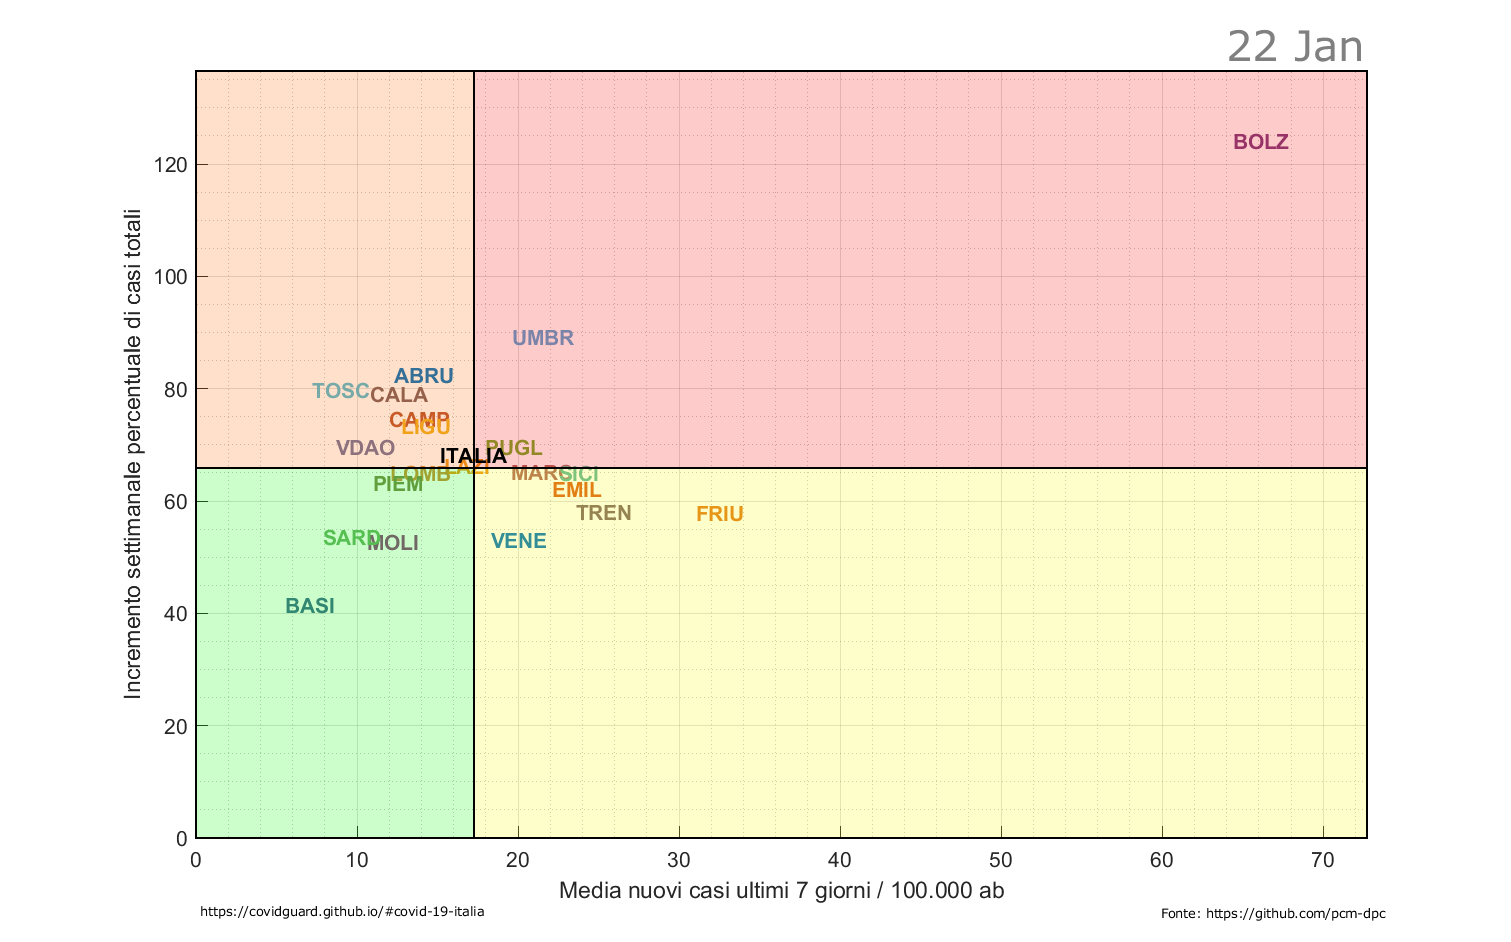 22 Jan
Incremento settimanale percentuale di casi totali
120
100
80
60
40
20
0
BOLZ
UMBR
ABRU
TOSC
CALA
CAMP
LIGU
VDAO
PUGL
ITALIA
LAZI
LOMB
MARC
SICI
PIEM
EMIL
TREN
FRIU
SARD
MOLI
VENE
BASI
0 10 20 30 40 50 60 70
Media nuovi casi ultimi 7 giorni / 100.000 ab
https://covidguard.github.io/#covid-19-italia
Fonte: https://github.com/pcm-dpc